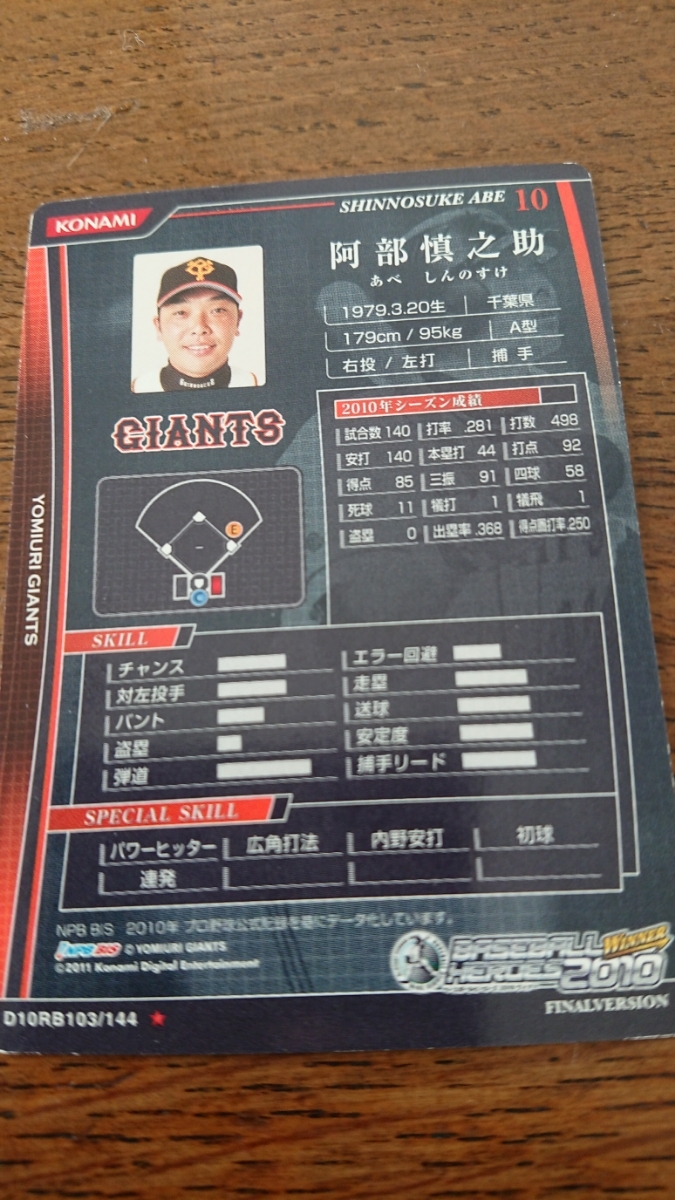 KONAMI
SHINNOSUKE ABE 10
阿部慎之助
あべ しんのすけ
1979.3.20生 千葉県
179cm / 95kg A型
右投 / 左打 捕手
GIANTS
2010年シーズン成績
試合数 140 打率 .281 打数 498
安打 140 本塁打 44 打点 92
得点 85 三振 91 四球 58
死球 11 犠打 1 犠飛 1
盗塁 0 出塁率 .368 得点圏打率 .250
E
C
YOMIURI GIANTS
SKILL
チャンス エラー回避
対左投手 走塁
バント 送球
盗塁 安定度
弾道 捕手リード
SPECIAL SKILL
パワーヒッター 広角打法 内野安打 初球
連発
NPB BIS 2010年 プロ野球公式記録を基にデータ化しています。
NPB BIS © YOMIURI GIANTS
©2011 Konami Digital Entertainment
BASEBALL WINNER
HEROES 2010
FINALVERSION
D10RB103/144 ★